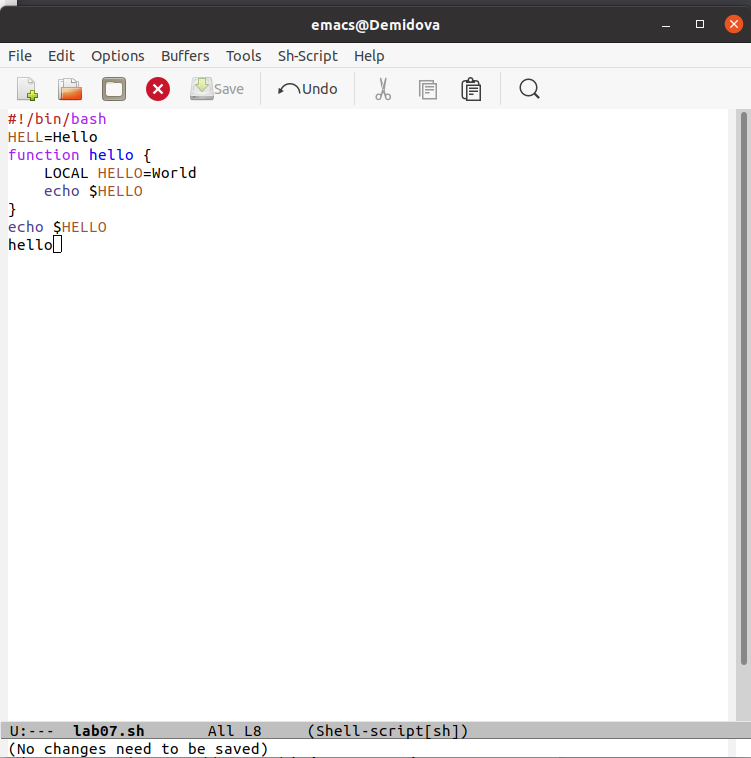 emacs@Demidova
File Edit Options Buffers Tools Sh-Script Help
Save Undo
#!/bin/bash
HELL=Hello
function hello {
    LOCAL HELLO=World
    echo $HELLO
}
echo $HELLO
hello
U:--- lab07.sh All L8 (Shell-script[sh])
(No changes need to be saved)